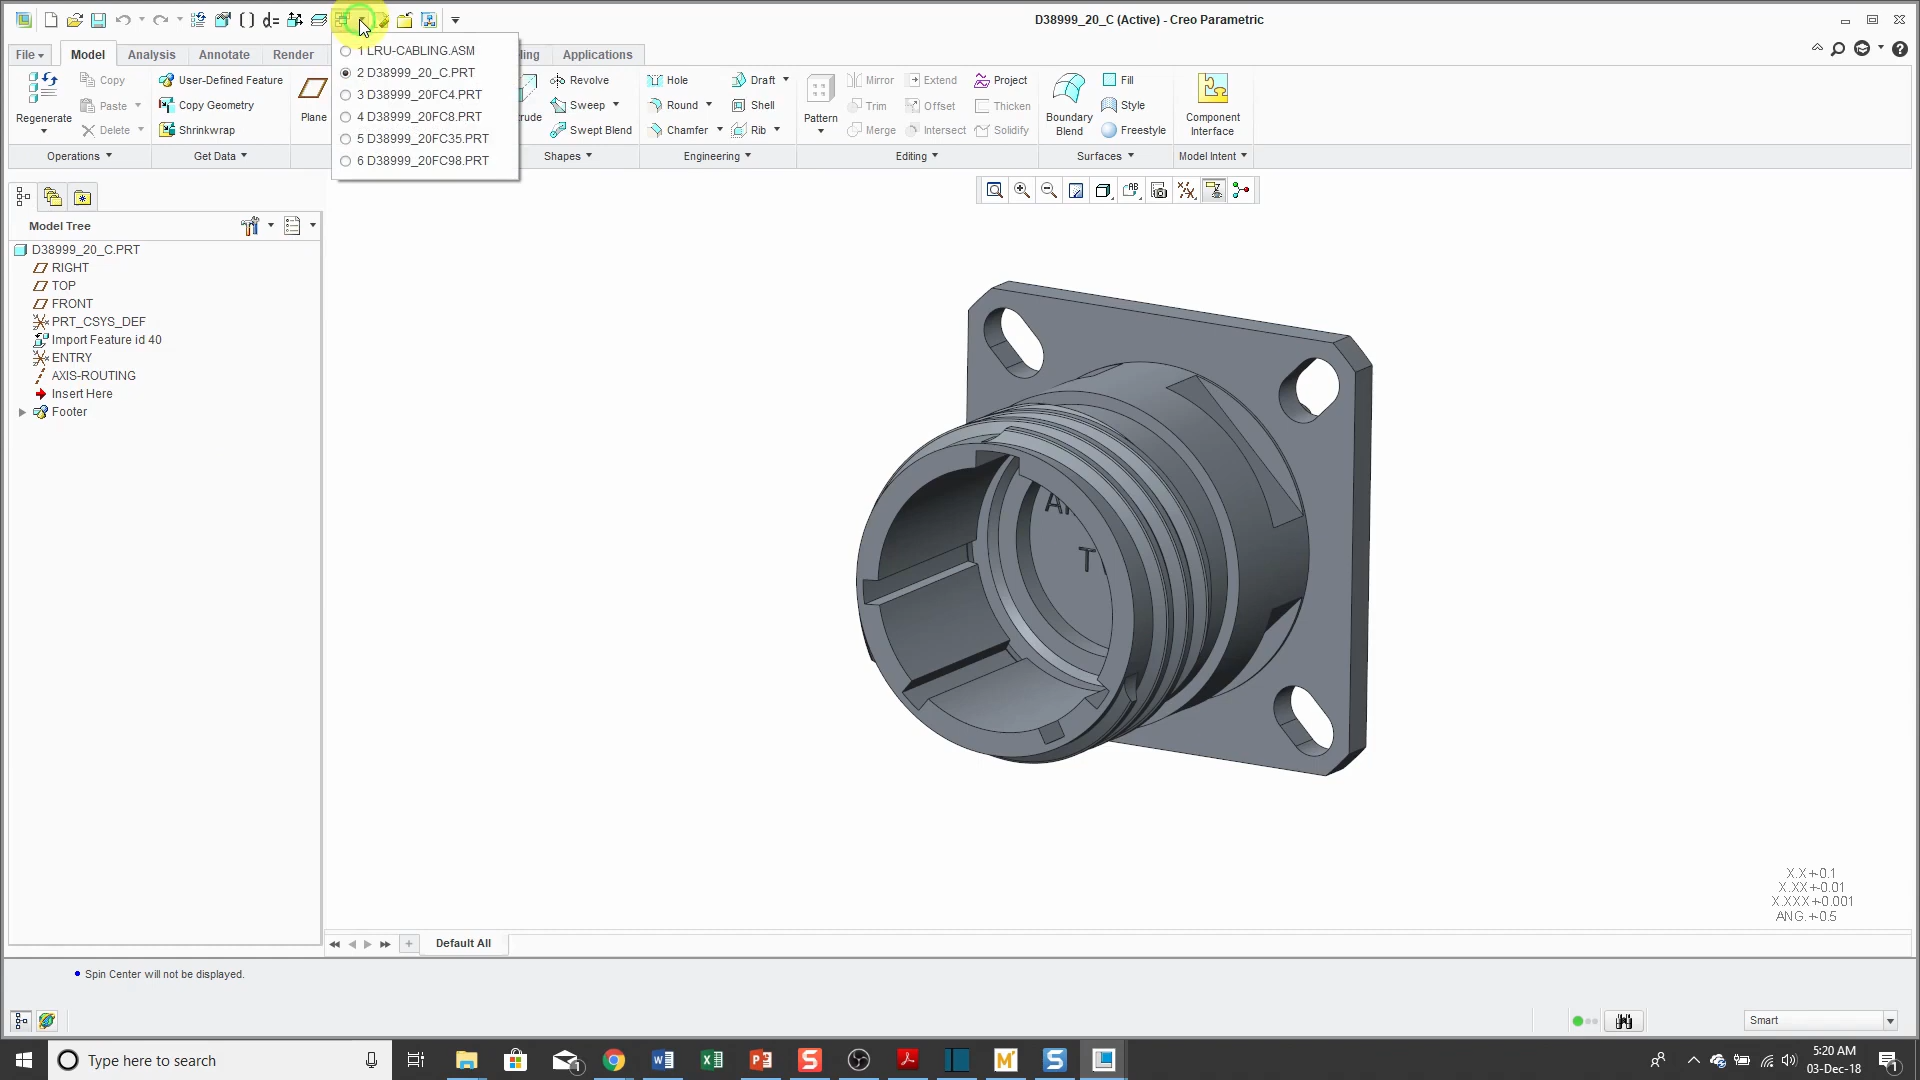 D38999_20_C (Active) - Creo Parametric
File
Model
Analysis
Annotate
Render
Applications
1 LRU-CABLING.ASM
2 D38999_20_C.PRT
3 D38999_20FC4.PRT
4 D38999_20FC8.PRT
5 D38999_20FC35.PRT
6 D38999_20FC98.PRT
Regenerate
Copy
Paste
Delete
User-Defined Feature
Copy Geometry
Shrinkwrap
Plane
Revolve
Sweep
Swept Blend
Hole
Round
Chamfer
Draft
Shell
Rib
Pattern
Mirror
Trim
Merge
Extend
Offset
Intersect
Project
Thicken
Solidify
Boundary
Blend
Fill
Style
Freestyle
Component
Interface
Operations
Get Data
Shapes
Engineering
Editing
Surfaces
Model Intent
Model Tree
D38999_20_C.PRT
RIGHT
TOP
FRONT
PRT_CSYS_DEF
Import Feature id 40
ENTRY
AXIS-ROUTING
Insert Here
Footer
T
X.X+-0.1
X.XX+-0.01
X.XXX+-0.001
ANG.+-0.5
Default All
Spin Center will not be displayed.
Smart
Type here to search
5:20 AM
03-Dec-18